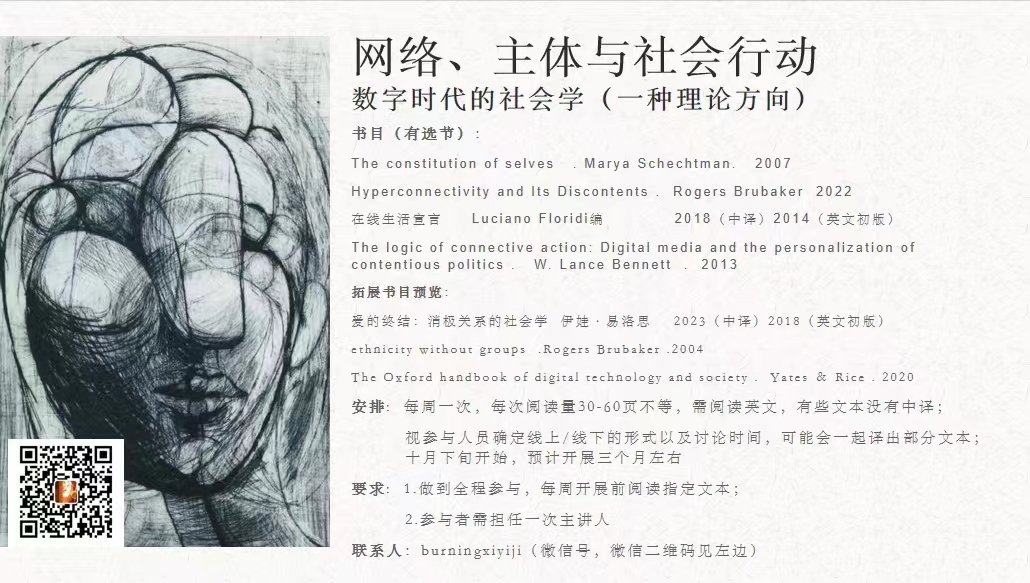 网络、主体与社会行动
数字时代的社会学（一种理论方向）
书目（有选节）：
The constitution of selves . Marya Schechtman. 2007
Hyperconnectivity and Its Discontents . Rogers Brubaker 2022
在线生活宣言 Luciano Floridi编 2018（中译）2014（英文初版）
The logic of connective action: Digital media and the personalization of
contentious politics . W. Lance Bennett . 2013
拓展书目预览：
爱的终结：消极关系的社会学 伊娃·易洛思 2023（中译）2018（英文初版）
ethnicity without groups .Rogers Brubaker .2004
The Oxford handbook of digital technology and society . Yates & Rice . 2020
安排：每周一次，每次阅读量30-60页不等，需阅读英文，有些文本没有中译；
视参与人员确定线上/线下的形式以及讨论时间，可能会一起译出部分文本；
十月下旬开始，预计开展三个月左右
要求：1.做到全程参与，每周开展前阅读指定文本；
2.参与者需担任一次主讲人
联系人：burningxiyiji（微信号，微信二维码见左边）